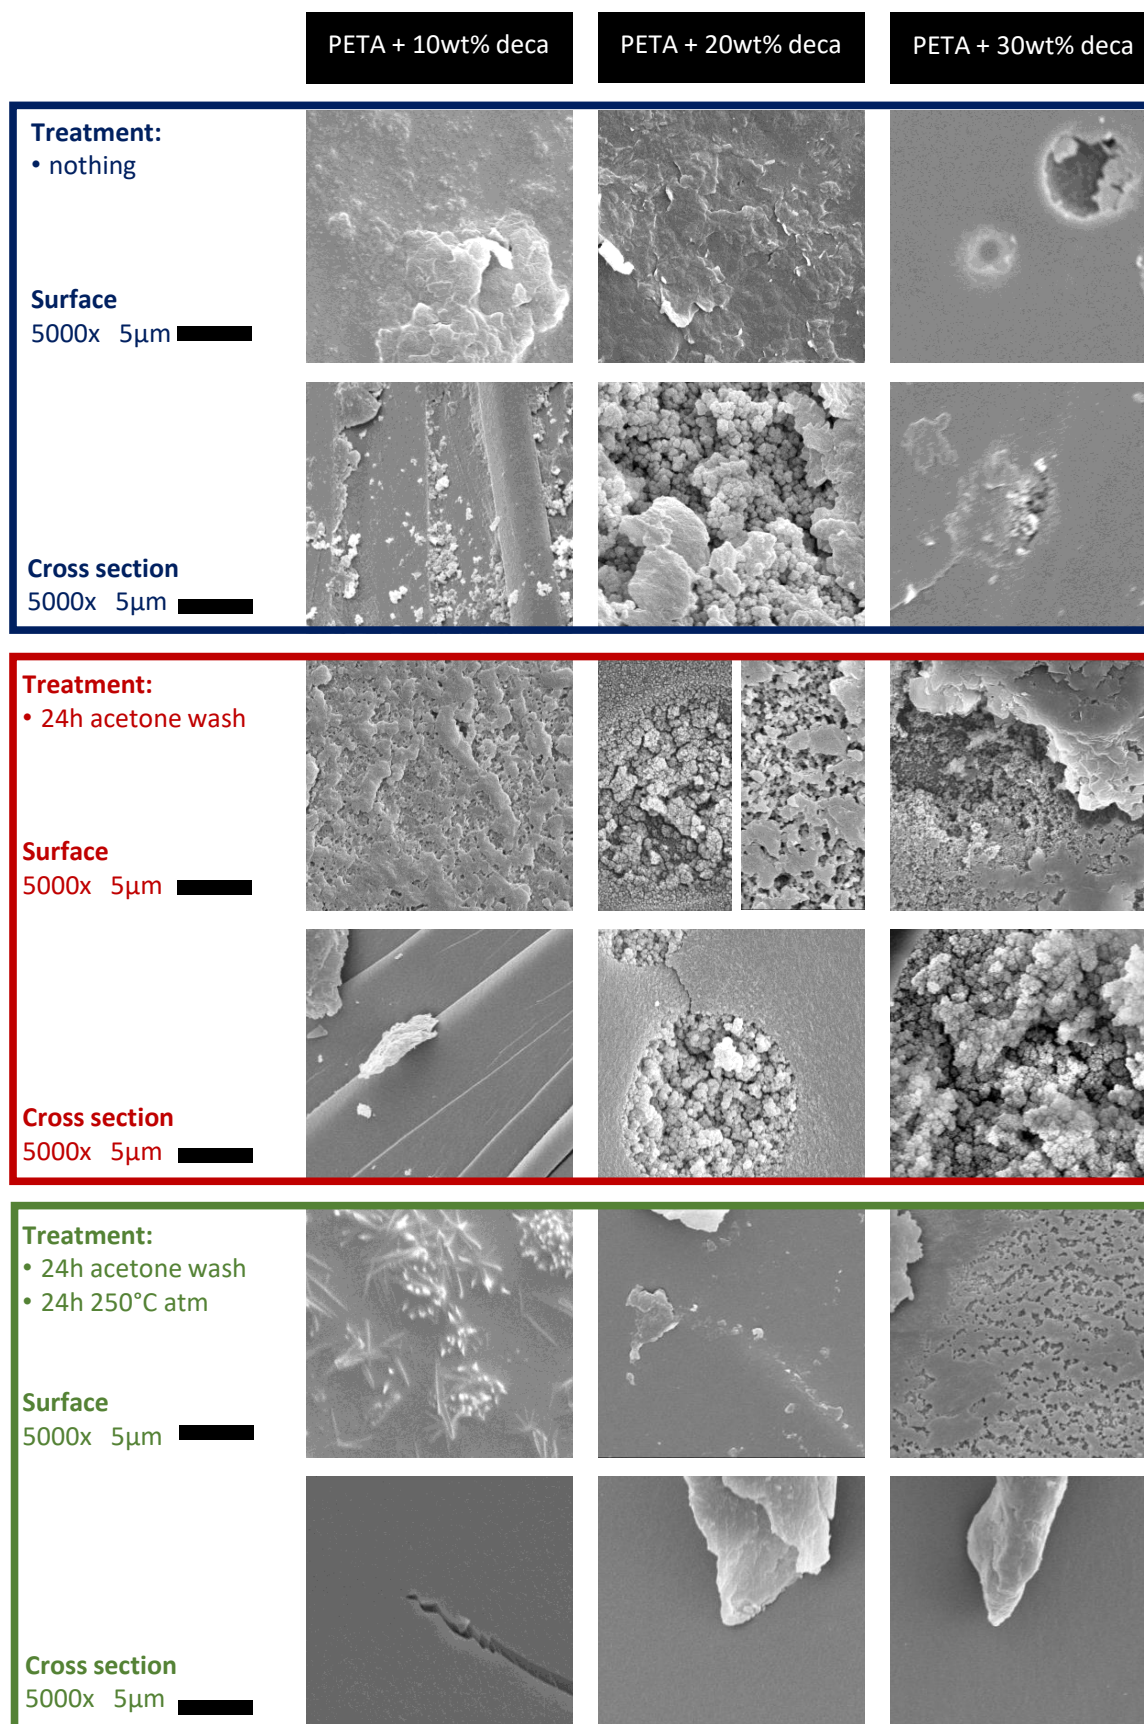 PETA + 10wt% deca
PETA + 20wt% deca
PETA + 30wt% deca
Treatment:
• nothing
Surface
5000x 5µm
Cross section
5000x 5µm
Treatment:
• 24h acetone wash
Surface
5000x 5µm
Cross section
5000x 5µm
Treatment:
• 24h acetone wash
• 24h 250°C atm
Surface
5000x 5µm
Cross section
5000x 5µm